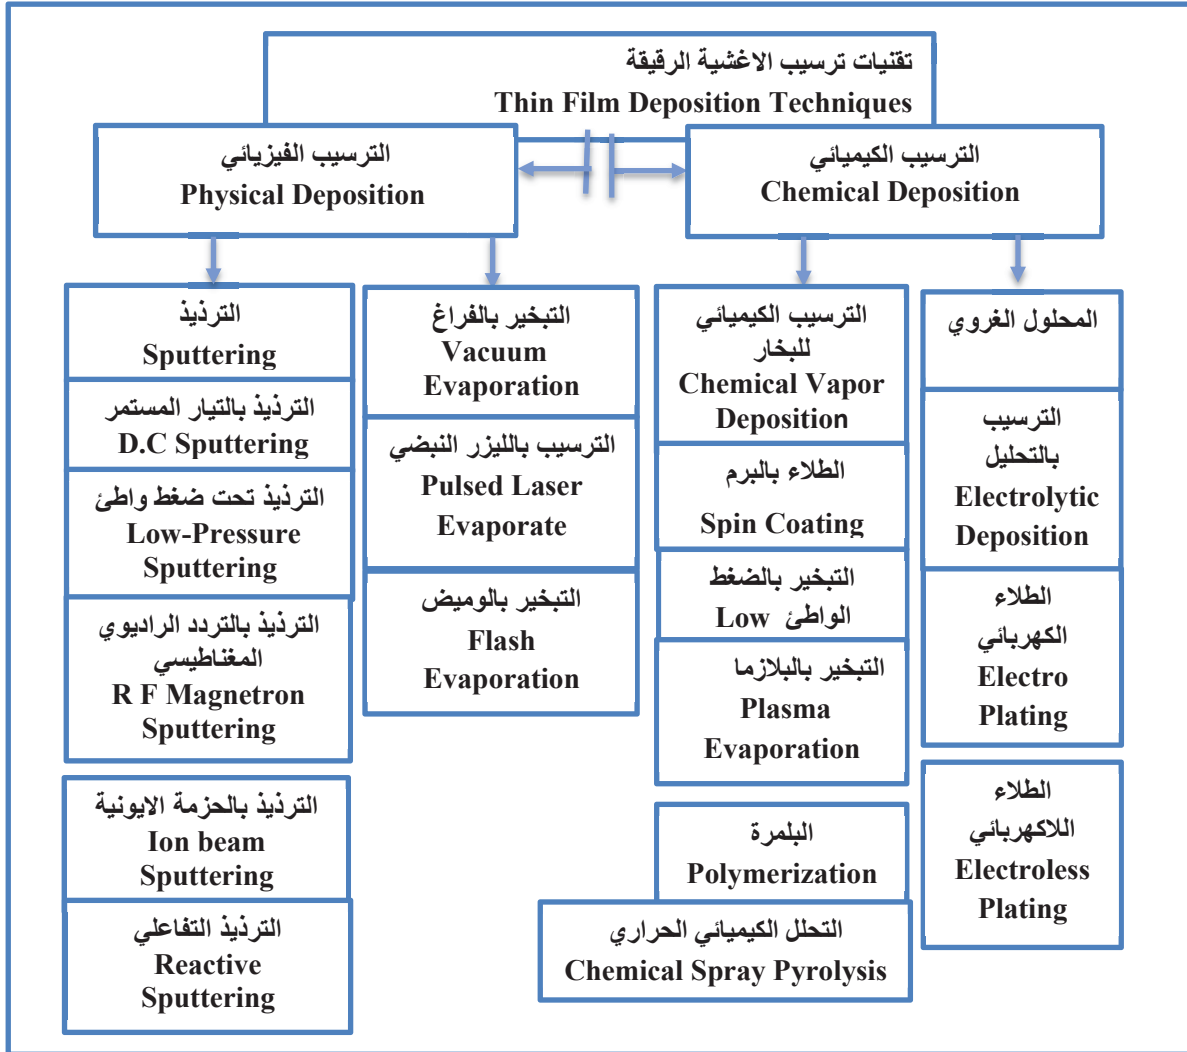 تقنيات ترسيب الاغشية الرقيقة
Thin Film Deposition Techniques
الترسيب الفيزيائي
Physical Deposition
الترسيب الكيميائي
Chemical Deposition
الترذيذ
Sputtering
الترذيذ بالتيار المستمر
D.C Sputtering
الترذيذ تحت ضغط واطئ
Low-Pressure
Sputtering
الترذيذ بالتردد الراديوي
المغناطيسي
R F Magnetron
Sputtering
الترذيذ بالحزمة الايونية
Ion beam
Sputtering
الترذيذ التفاعلي
Reactive
Sputtering
التبخير بالفراغ
Vacuum
Evaporation
الترسيب بالليزر النبضي
Pulsed Laser
Evaporate
التبخير بالوميض
Flash
Evaporation
الترسيب الكيميائي
للبخار
Chemical Vapor
Deposition
الطلاء بالبرم
Spin Coating
التبخير بالضغط
الواطئ Low
التبخير بالبلازما
Plasma
Evaporation
البلمرة
Polymerization
التحلل الكيميائي الحراري
Chemical Spray Pyrolysis
المحلول الغروي
الترسيب
بالتحليل
Electrolytic
Deposition
الطلاء
الكهربائي
Electro
Plating
الطلاء
اللاكهربائي
Electroless
Plating